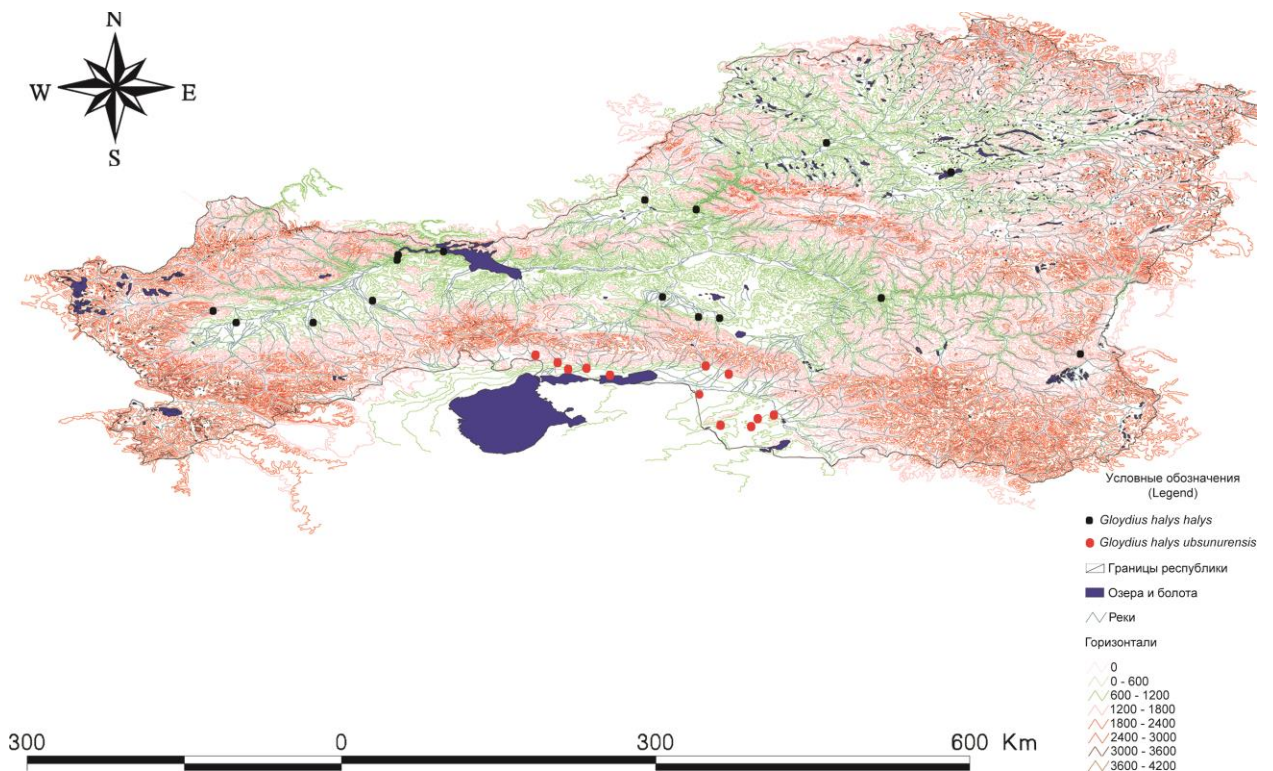 N
W E
S
Условные обозначения
(Legend)
Gloydius halys halys
Gloydius halys ubsunurensis
Границы республики
Озера и болота
Реки
Горизонтали
0
0 - 600
600 - 1200
1200 - 1800
1800 - 2400
2400 - 3000
3000 - 3600
3600 - 4200
300 0 300 600 Km